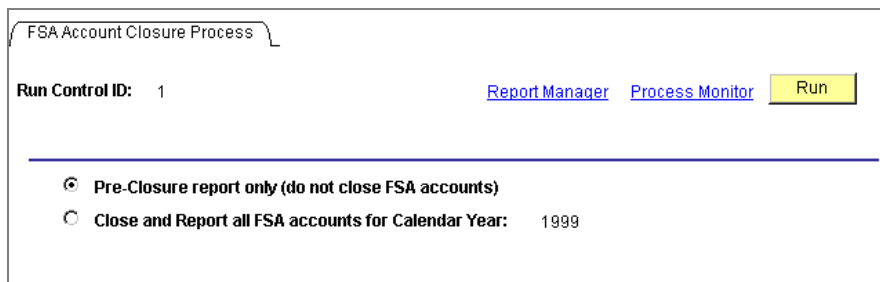 FSA Account Closure Process
Run Control ID: 1 Report Manager Process Monitor Run
Pre-Closure report only (do not close FSA accounts)
Close and Report all FSA accounts for Calendar Year: 1999